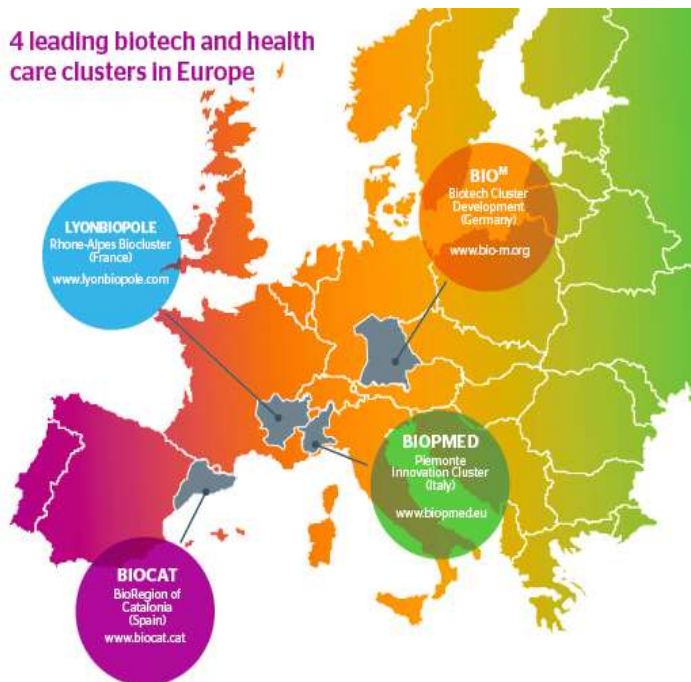 4 leading biotech and health
care clusters in Europe
BIOᴹ
Biotech Cluster
Development
(Germany)
www.bio-m.org
LYONBIOPOLE
Rhone-Alpes Biocluster
(France)
www.lyonbiopole.com
BIOPMED
Piemonte
Innovation Cluster
(Italy)
www.biopmed.eu
BIOCAT
BioRegion of
Catalonia
(Spain)
www.biocat.cat